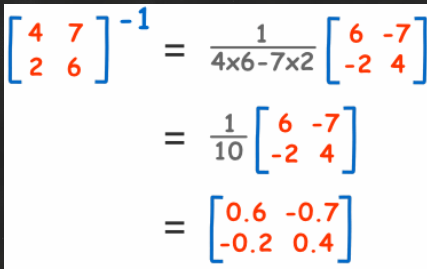 [4 7
2 6]^-1 = 1/(4x6-7x2) [6 -7
-2 4]
= 1/10 [6 -7
-2 4]
= [0.6 -0.7
-0.2 0.4]